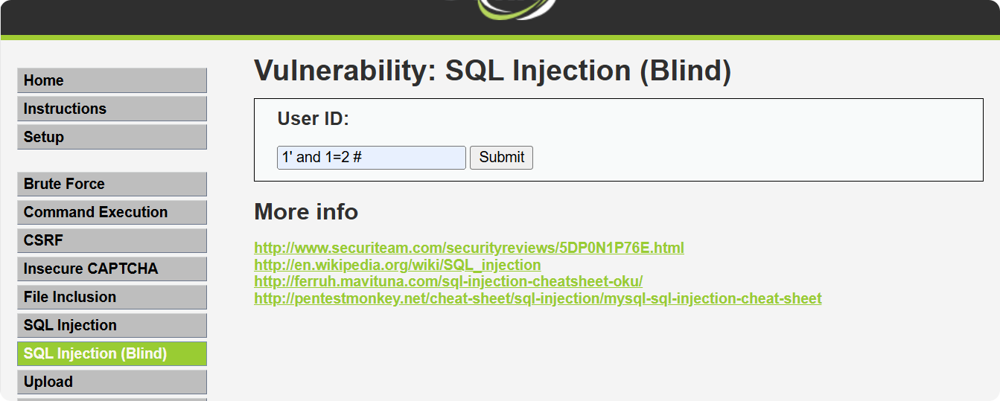 Home
Instructions
Setup
Brute Force
Command Execution
CSRF
Insecure CAPTCHA
File Inclusion
SQL Injection
SQL Injection (Blind)
Upload
Vulnerability: SQL Injection (Blind)
User ID:
1' and 1=2 #
Submit
More info
http://www.securiteam.com/securityreviews/5DP0N1P76E.html
http://en.wikipedia.org/wiki/SQL_injection
http://ferruh.mavituna.com/sql-injection-cheatsheet-oku/
http://pentestmonkey.net/cheat-sheet/sql-injection/mysql-sql-injection-cheat-sheet